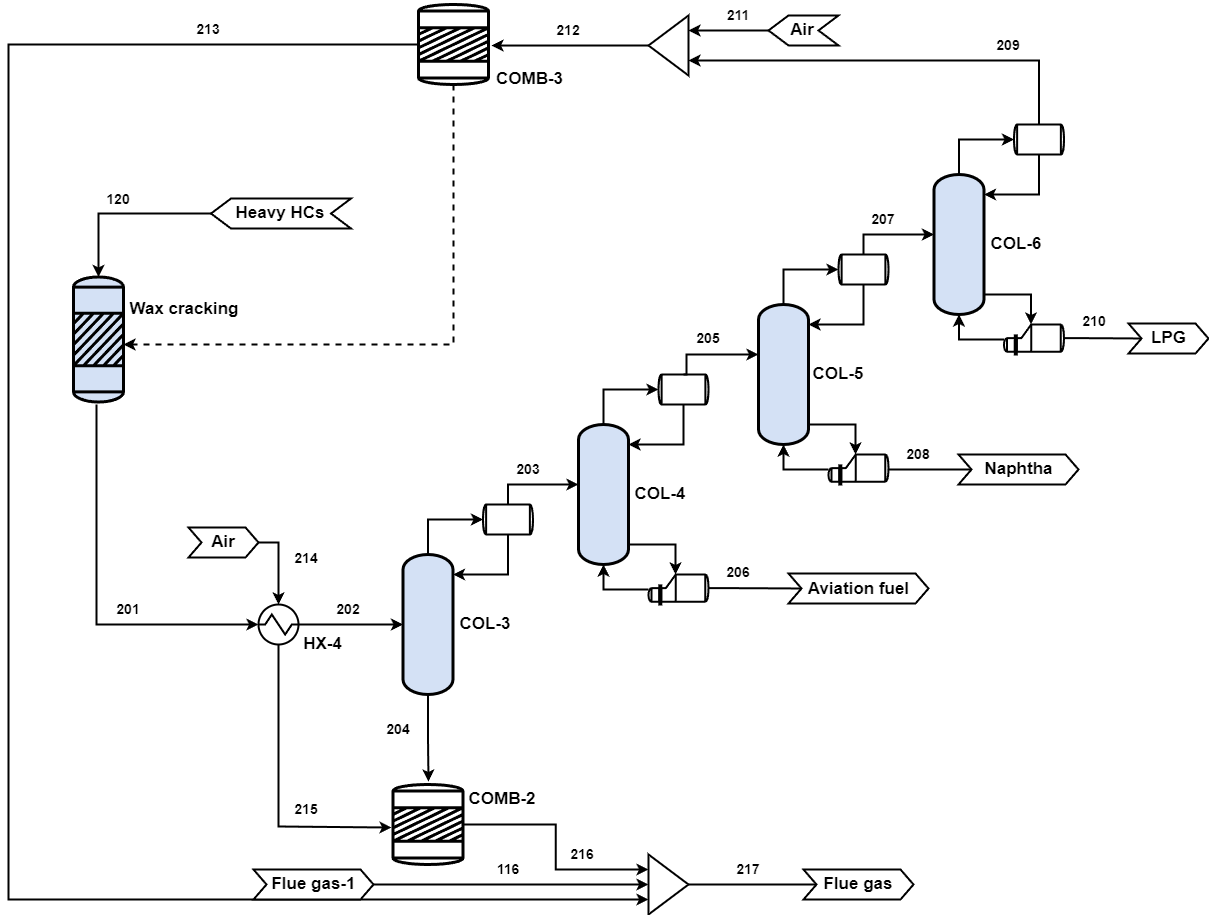 211
213
212
Air
209
COMB-3
120
Heavy HCs
207
COL-6
Wax cracking
210
LPG
205
COL-5
203
208
Naphtha
COL-4
Air
214
206
Aviation fuel
201
202
COL-3
HX-4
204
COMB-2
215
216
116
217
Flue gas-1
Flue gas